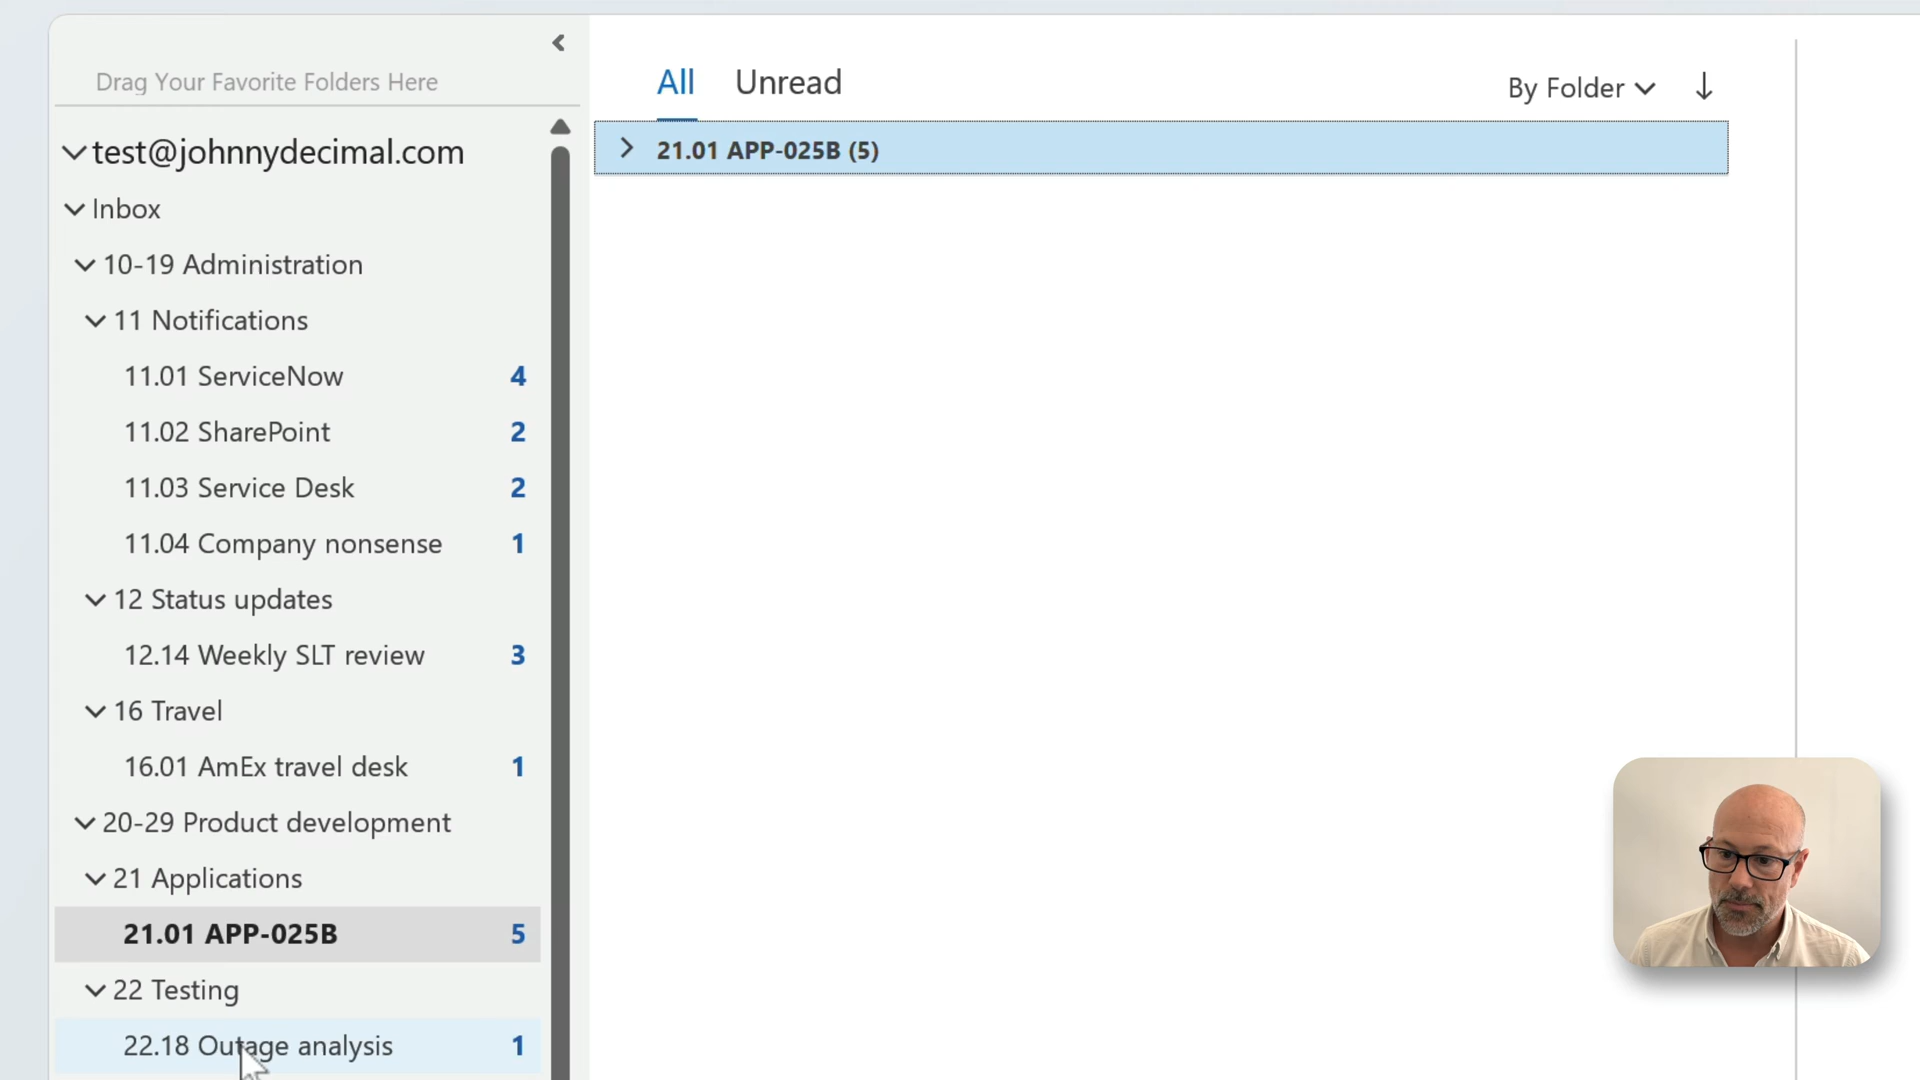 Drag Your Favorite Folders Here
test@johnnydecimal.com
Inbox
10-19 Administration
11 Notifications
11.01 ServiceNow 4
11.02 SharePoint 2
11.03 Service Desk 2
11.04 Company nonsense 1
12 Status updates
12.14 Weekly SLT review 3
16 Travel
16.01 AmEx travel desk 1
20-29 Product development
21 Applications
21.01 APP-025B 5
22 Testing
22.18 Outage analysis 1
All Unread By Folder
21.01 APP-025B (5)